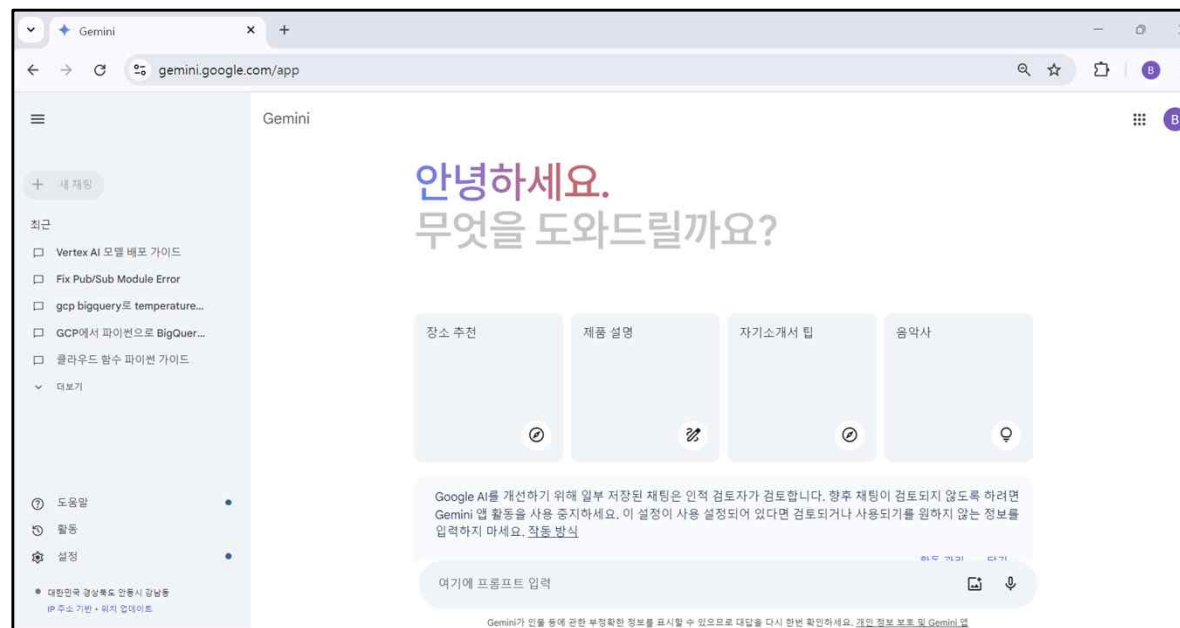 Gemini
gemini.google.com/app
B
Gemini
B
새 채팅
최근
Vertex AI 모델 배포 가이드
Fix Pub/Sub Module Error
gcp bigquery로 temperature...
GCP에서 파이썬으로 BigQuer...
클라우드 함수 파이썬 가이드
더보기
도움말
활동
설정
대한민국 경상북도 안동시 강남동
IP 주소 기반 • 위치 업데이트
안녕하세요.
무엇을 도와드릴까요?
장소 추천
제품 설명
자기소개서 팁
음악사
Google AI를 개선하기 위해 일부 저장된 채팅은 인적 검토자가 검토합니다. 향후 채팅이 검토되지 않도록 하려면
Gemini 앱 활동을 사용 중지하세요. 이 설정이 사용 설정되어 있다면 검토되거나 사용되기를 원하지 않는 정보를
입력하지 마세요. 작동 방식
활동 관리 닫기
여기에 프롬프트 입력
Gemini가 인물 등에 관한 부정확한 정보를 표시할 수 있으므로 대답을 다시 한번 확인하세요. 개인 정보 보호 및 Gemini 앱